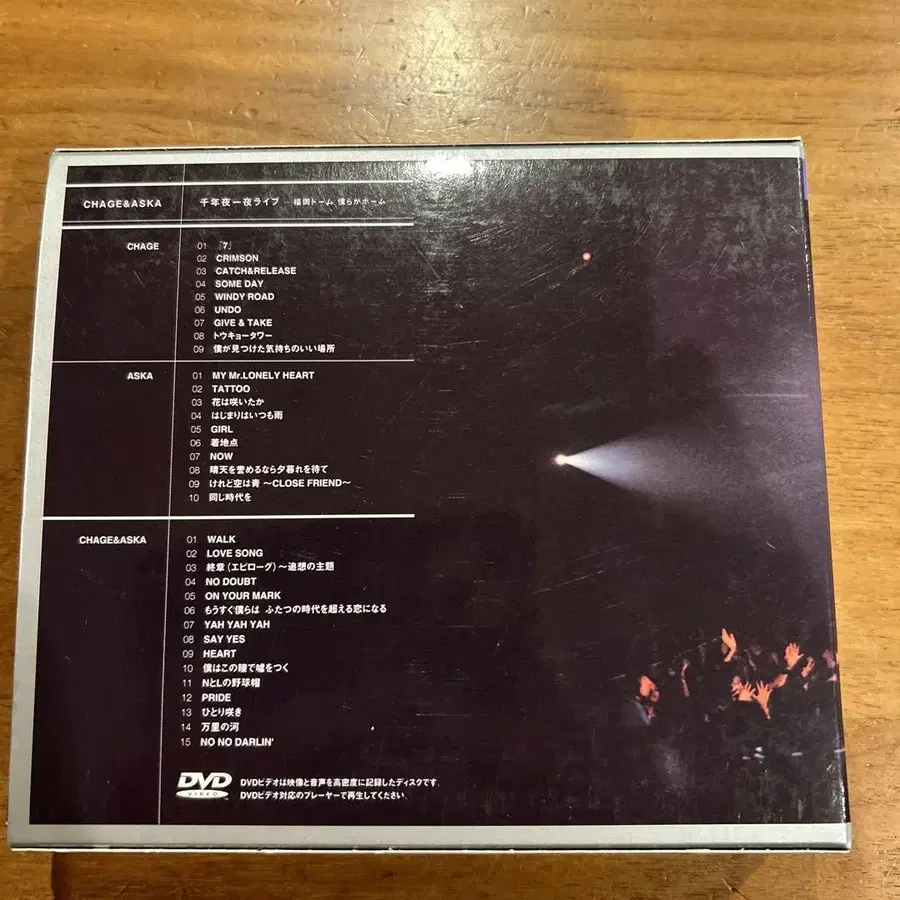 CHAGE&ASKA 千年夜一夜ライブ 福岡ドーム 僕らがホーム
CHAGE
01 『7』
02 CRIMSON
03 CATCH&RELEASE
04 SOME DAY
05 WINDY ROAD
06 UNDO
07 GIVE & TAKE
08 トウキョータワー
09 僕が見つけた気持ちのいい場所
ASKA
01 MY Mr.LONELY HEART
02 TATTOO
03 花は咲いたか
04 はじまりはいつも雨
05 GIRL
06 着地点
07 NOW
08 晴天を誉めるなら夕暮れを待て
09 けれど空は青 〜CLOSE FRIEND〜
10 同じ時代を
CHAGE&ASKA
01 WALK
02 LOVE SONG
03 終章(エピローグ)〜追想の主題
04 NO DOUBT
05 ON YOUR MARK
06 もうすぐ僕らは ふたつの時代を超える恋になる
07 YAH YAH YAH
08 SAY YES
09 HEART
10 僕はこの瞳で嘘をつく
11 NとLの野球帽
12 PRIDE
13 ひとり咲き
14 万里の河
15 NO NO DARLIN'
DVD VIDEO
DVDビデオは映像と音声を高密度に記録したディスクです。
DVDビデオ対応のプレーヤーで再生してください。